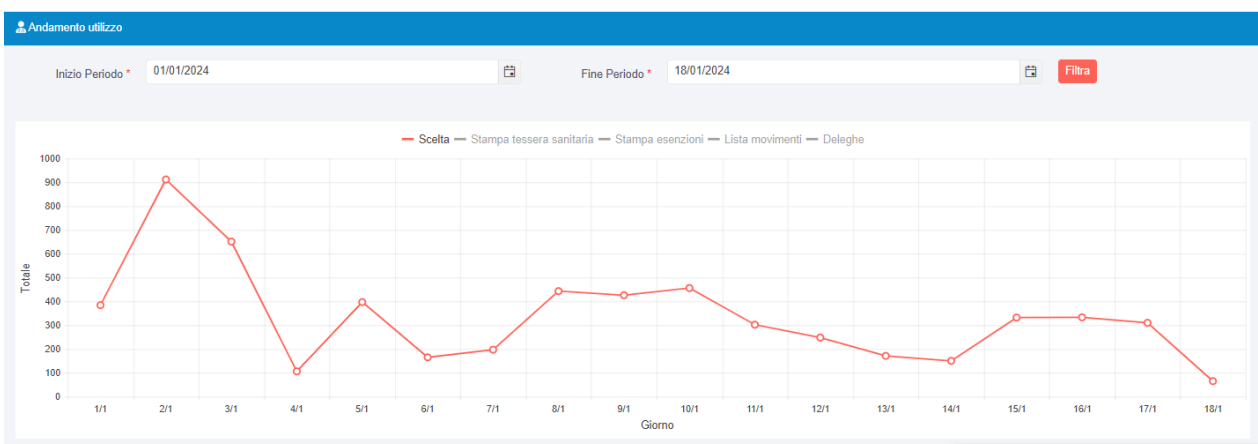 Andamento utilizzo
Inizio Periodo * 01/01/2024 Fine Periodo * 18/01/2024 Filtra
Scelta Stampa tessera sanitaria Stampa esenzioni Lista movimenti Deleghe
1000
900
800
700
600
500
400
300
200
100
0
Totale
1/1 2/1 3/1 4/1 5/1 6/1 7/1 8/1 9/1 10/1 11/1 12/1 13/1 14/1 15/1 16/1 17/1 18/1
Giorno